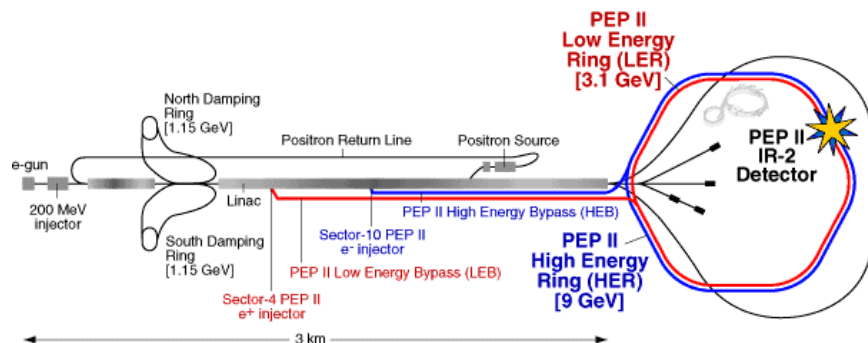 PEP II
Low Energy
Ring (LER)
[3.1 GeV]
North Damping
Ring
[1.15 GeV]
Positron Return Line
Positron Source
e-gun
PEP II
IR-2
Detector
200 MeV
injector
Linac
PEP II High Energy Bypass (HEB)
South Damping
Ring
[1.15 GeV]
Sector-10 PEP II
e- injector
PEP II Low Energy Bypass (LEB)
PEP II
High Energy
Ring (HER)
[9 GeV]
Sector-4 PEP II
e+ injector
3 km